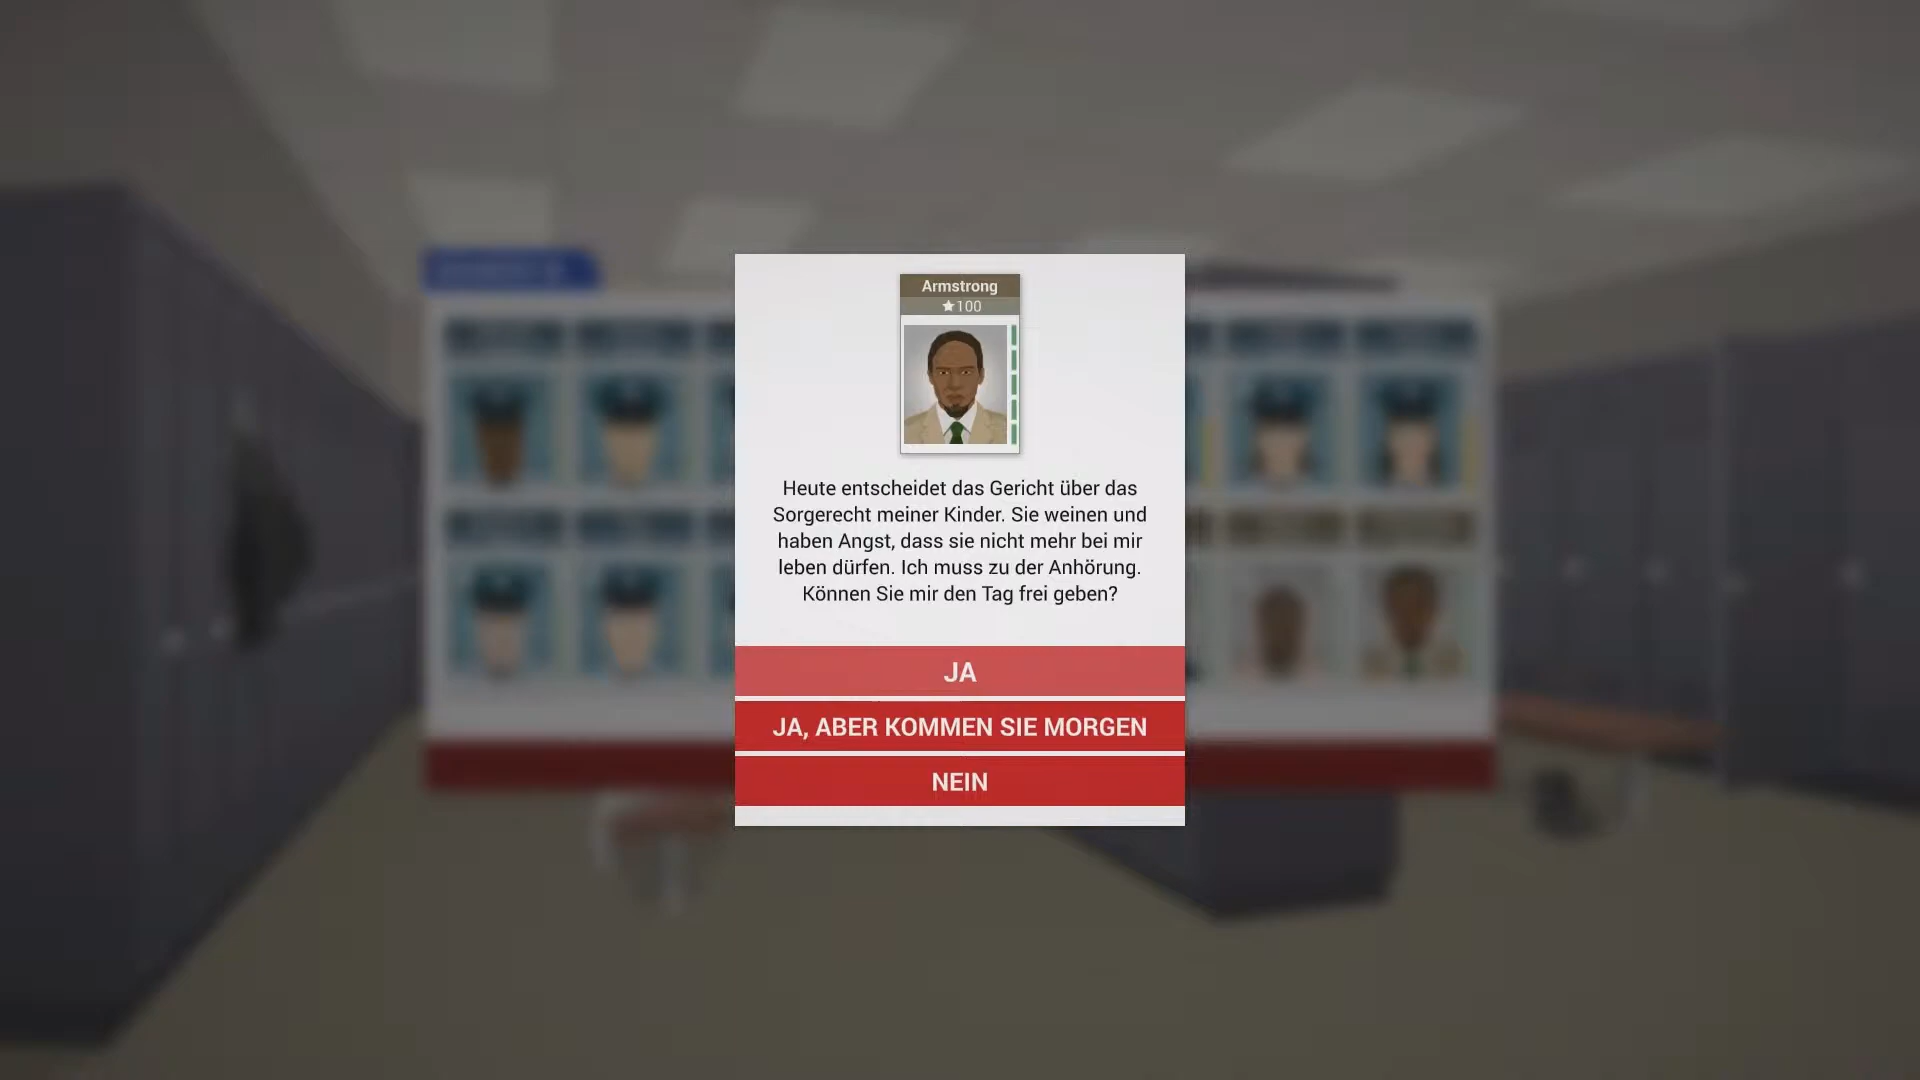 Armstrong
★100
Heute entscheidet das Gericht über das
Sorgerecht meiner Kinder. Sie weinen und
haben Angst, dass sie nicht mehr bei mir
leben dürfen. Ich muss zu der Anhörung.
Können Sie mir den Tag frei geben?
JA
JA, ABER KOMMEN SIE MORGEN
NEIN